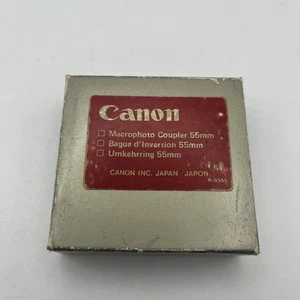 Canon
Macrophoto Coupler 55mm
Bague d'Inversion 55mm
Umkehrring 55mm
CANON INC. JAPAN / JAPON